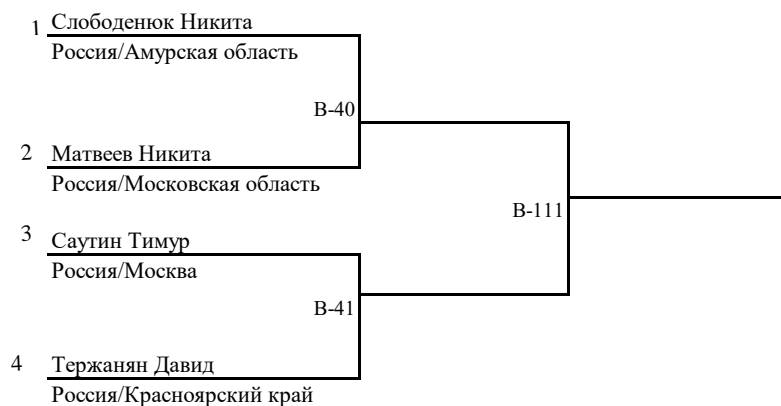 1 Слободенюк Никита
Россия/Амурская область
B-40
2 Матвеев Никита
Россия/Московская область
B-111
3 Саутин Тимур
Россия/Москва
B-41
4 Тержанян Давид
Россия/Красноярский край